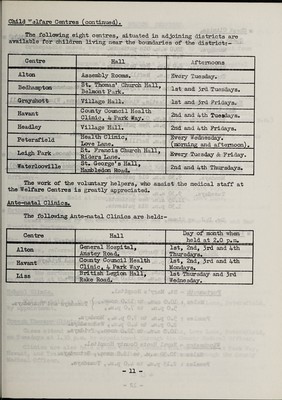 Child Welfare Centres (continued).
The following eight centres, situated in adjoining districts are
available for children living near the boundaries of the district:-
Centre Hall Afternoons
Alton Assembly Rooms. Every Tuesday.
Bedhampton St. Thomas' Church Hall, Belmont Park. 1st and 3rd Tuesdays.
Grayshott Village Hall. 1st and 3rd Fridays.
Havant County Council Health Clinic, 4 Park Way. 2nd and 4th Tuesdays.
Headley Village Hall. 2nd and 4th Fridays.
Petersfield Health Clinic, Love Lane. Every Wednesday. (morning and afternoon).
Leigh Park St. Francis Church Hall, Riders Lane. Every Tuesday & Friday.
Waterlooville St. George's Hall, Hambledon Road. 2nd and 4th Thursdays.
The work of the voluntary helpers, who assist the medical staff at
the Welfare Centres is greatly appreciated.
Ante-natal Clinics.
The following Ante-natal Clinics are held:-
Centre Hall Day of month when held at 2.0 p.m.
Alton General Hospital, Anstey Road. 1st, 2nd, 3rd and 4th Thursdays.
Havant County Council Health Clinic, 4 Park Way. 1st, 2nd, 3rd and 4th Mondays.
Liss British Legion Hall, Rake Road. 1st Thursday and 3rd Wednesday.
- 11 -